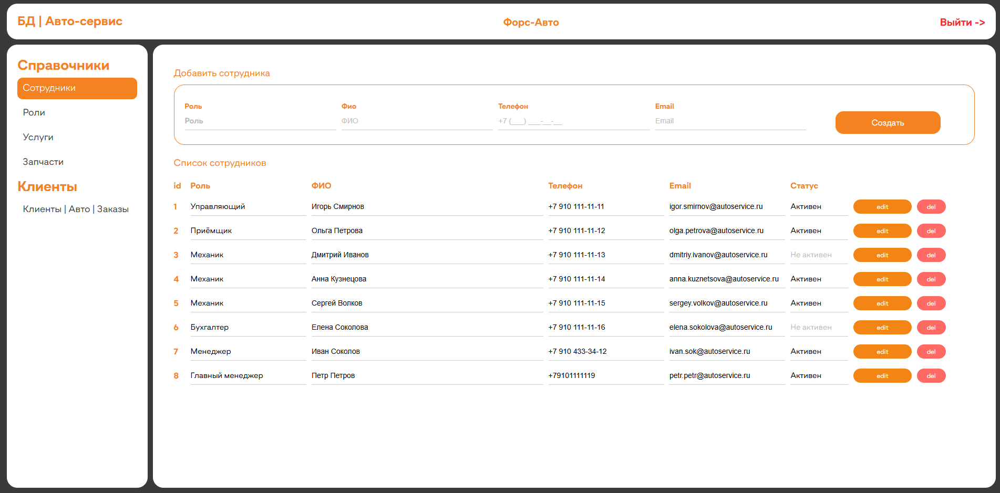 БД | Авто-сервис
Форс-Авто
Выйти ->
Справочники
Сотрудники
Роли
Услуги
Запчасти
Клиенты
Клиенты | Авто | Заказы
Добавить сотрудника
Роль Фио Телефон Email
Роль ФИО +7 (___) ___-__-__ Email
Создать
Список сотрудников
id Роль ФИО Телефон Email Статус
1 Управляющий Игорь Смирнов +7 910 111-11-11 igor.smirnov@autoservice.ru Активен edit del
2 Приёмщик Ольга Петрова +7 910 111-11-12 olga.petrova@autoservice.ru Активен edit del
3 Механик Дмитрий Иванов +7 910 111-11-13 dmitriy.ivanov@autoservice.ru Не активен edit del
4 Механик Анна Кузнецова +7 910 111-11-14 anna.kuznetsova@autoservice.ru Активен edit del
5 Механик Сергей Волков +7 910 111-11-15 sergey.volkov@autoservice.ru Активен edit del
6 Бухгалтер Елена Соколова +7 910 111-11-16 elena.sokolova@autoservice.ru Не активен edit del
7 Менеджер Иван Соколов +7 910 433-34-12 ivan.sok@autoservice.ru Активен edit del
8 Главный менеджер Петр Петров +79101111119 petr.petr@autoservice.ru Активен edit del